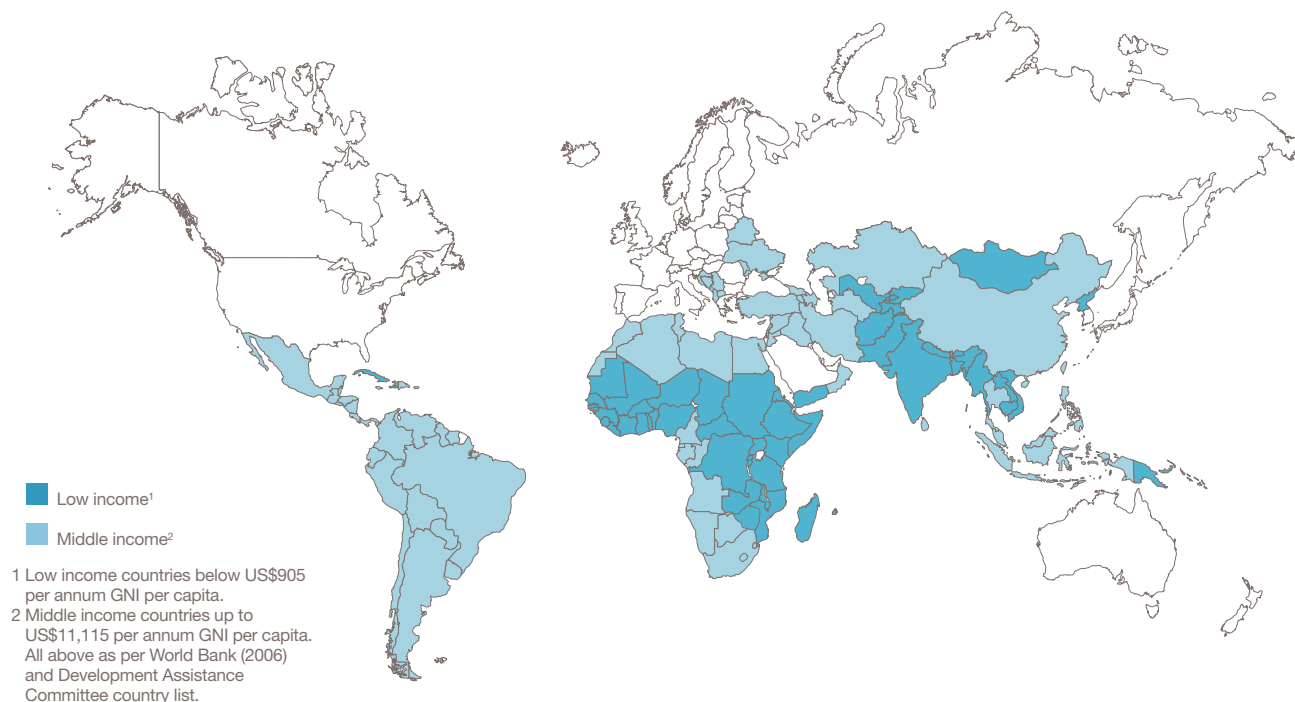 Low income¹
Middle income²
1 Low income countries below US$905
per annum GNI per capita.
2 Middle income countries up to
US$11,115 per annum GNI per capita.
All above as per World Bank (2006)
and Development Assistance
Committee country list.